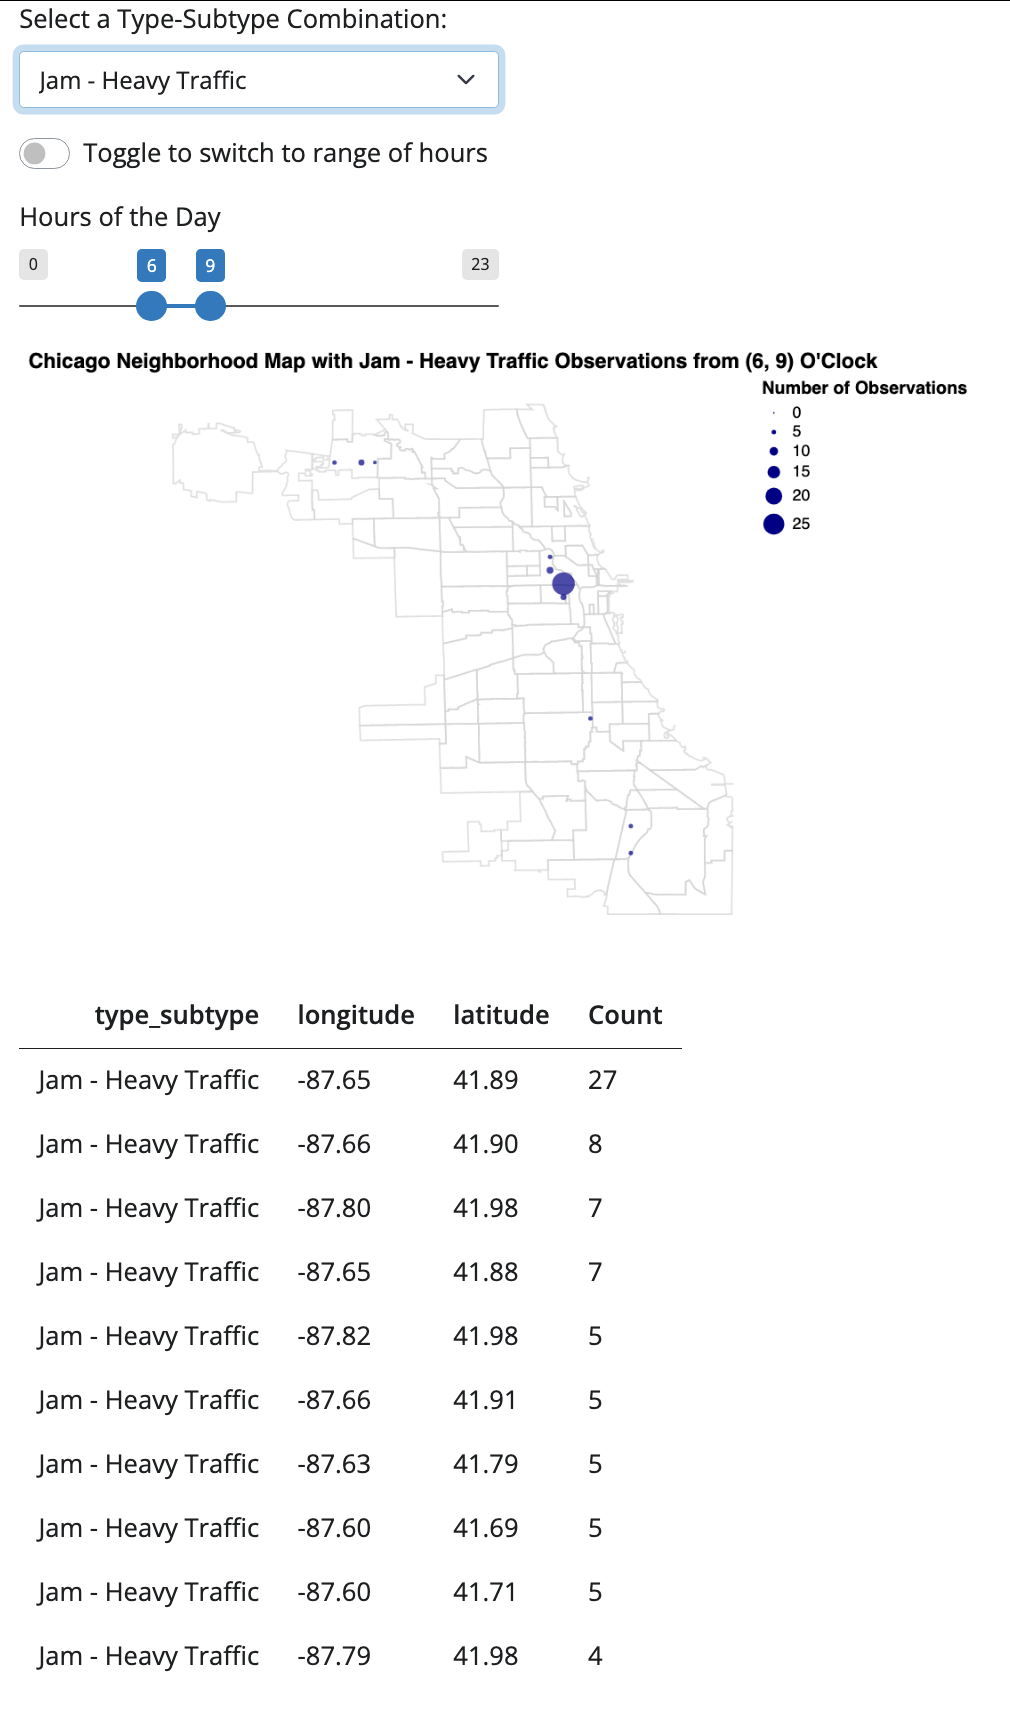 Select a Type-Subtype Combination:
Jam - Heavy Traffic
Toggle to switch to range of hours
Hours of the Day
0 6 9 23
Chicago Neighborhood Map with Jam - Heavy Traffic Observations from (6, 9) O'Clock
Number of Observations
0
5
10
15
20
25
type_subtype longitude latitude Count
Jam - Heavy Traffic -87.65 41.89 27
Jam - Heavy Traffic -87.66 41.90 8
Jam - Heavy Traffic -87.80 41.98 7
Jam - Heavy Traffic -87.65 41.88 7
Jam - Heavy Traffic -87.82 41.98 5
Jam - Heavy Traffic -87.66 41.91 5
Jam - Heavy Traffic -87.63 41.79 5
Jam - Heavy Traffic -87.60 41.69 5
Jam - Heavy Traffic -87.60 41.71 5
Jam - Heavy Traffic -87.79 41.98 4